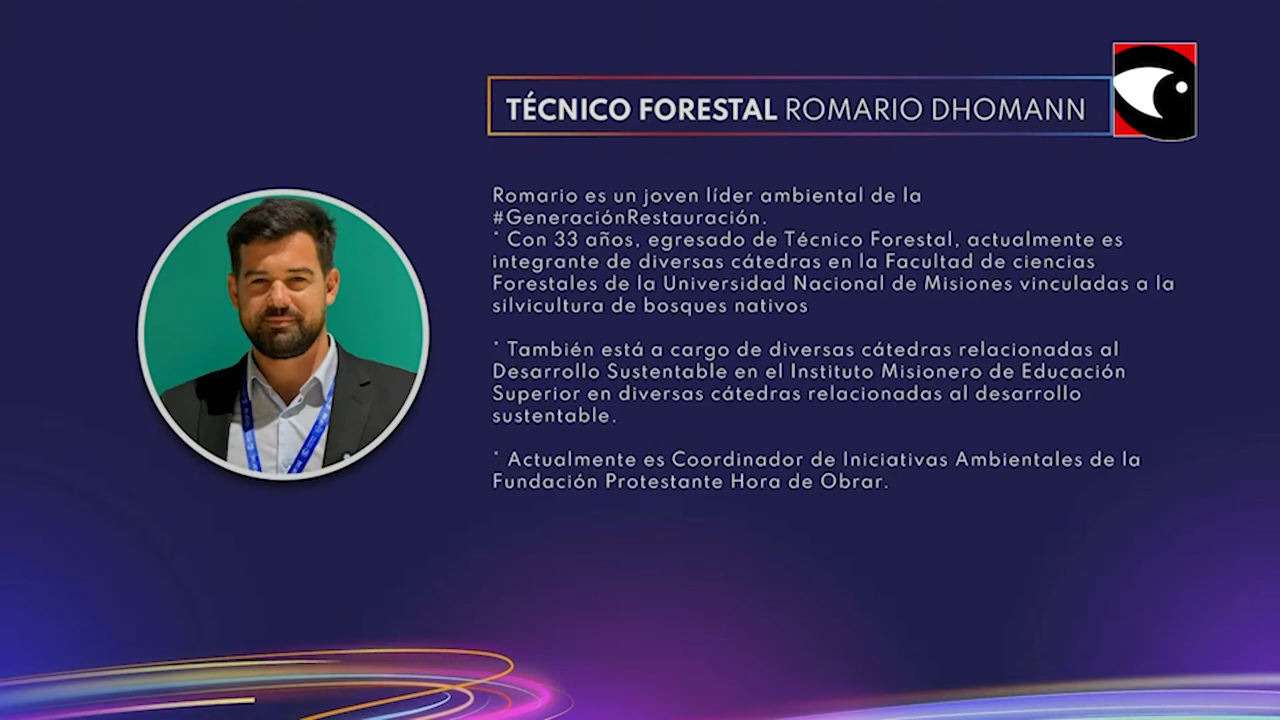 TÉCNICO FORESTAL ROMARIO DHOMANN
Romario es un joven líder ambiental de la
#GeneraciónRestauración.
* Con 33 años, egresado de Técnico Forestal, actualmente es
integrante de diversas cátedras en la Facultad de ciencias
Forestales de la Universidad Nacional de Misiones vinculadas a la
silvicultura de bosques nativos
* También está a cargo de diversas cátedras relacionadas al
Desarrollo Sustentable en el Instituto Misionero de Educación
Superior en diversas cátedras relacionadas al desarrollo
sustentable.
* Actualmente es Coordinador de Iniciativas Ambientales de la
Fundación Protestante Hora de Obrar.